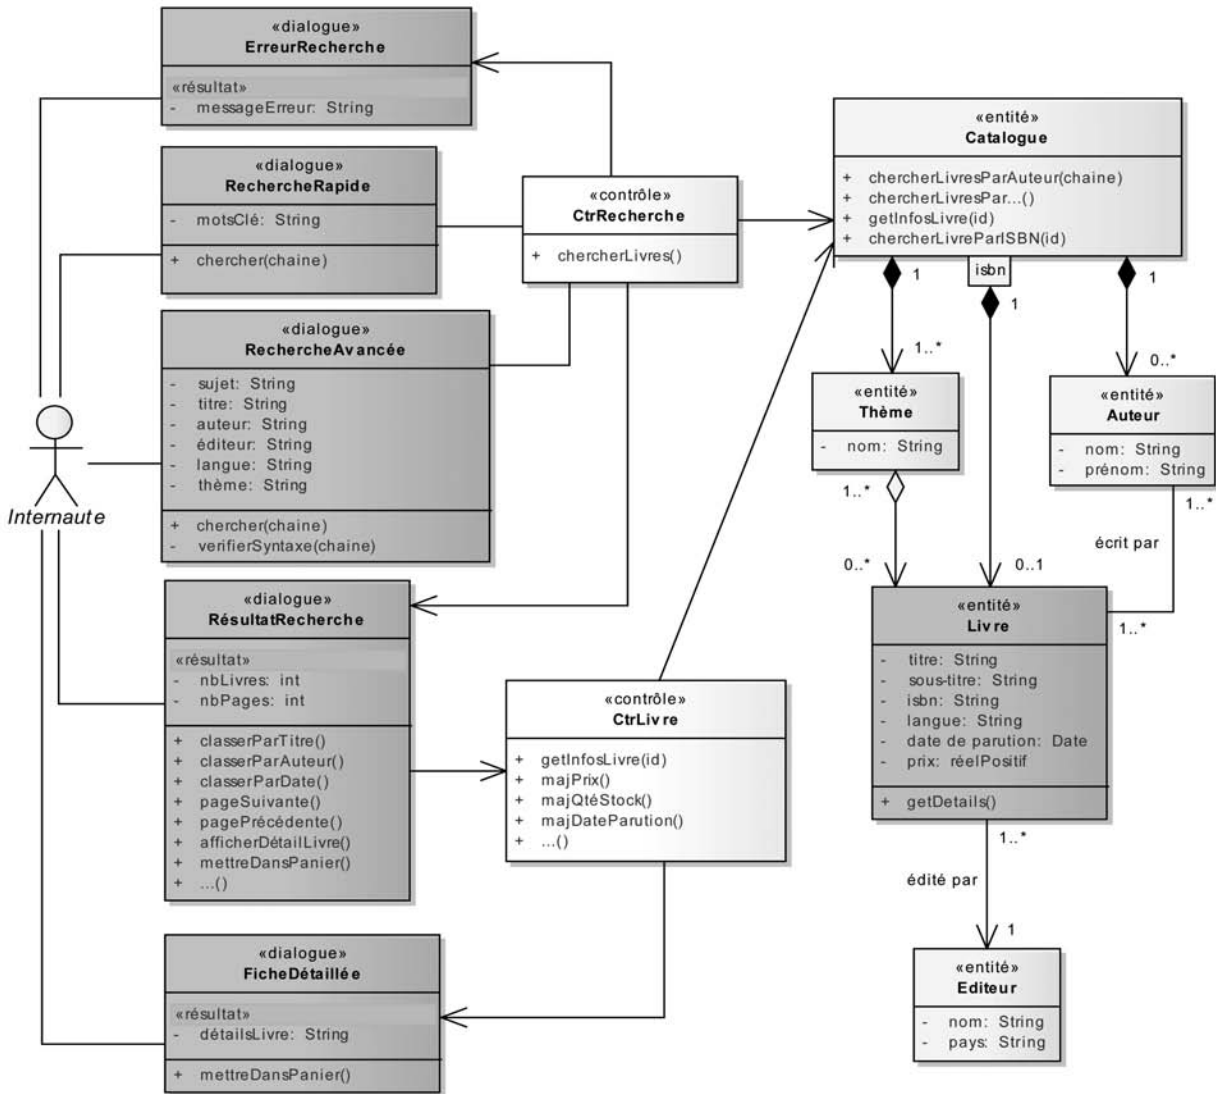 «dialogue»
ErreurRecherche
«résultat»
- messageErreur: String
«dialogue»
RechercheRapide
- motsClé: String
+ chercher(chaine)
«dialogue»
RechercheAvancée
- sujet: String
- titre: String
- auteur: String
- éditeur: String
- langue: String
- thème: String
+ chercher(chaine)
- verifierSyntaxe(chaine)
Internaute
«dialogue»
RésultatRecherche
«résultat»
- nbLivres: int
- nbPages: int
+ classerParTitre()
+ classerParAuteur()
+ classerParDate()
+ pageSuivante()
+ pagePrécédente()
+ afficherDétailLivre()
+ mettreDansPanier()
+ ...()
«dialogue»
FicheDétaillée
«résultat»
- détailsLivre: String
+ mettreDansPanier()
«contrôle»
CtrRecherche
+ chercherLivres()
«contrôle»
CtrLivre
+ getInfosLivre(id)
+ majPrix()
+ majQtéStock()
+ majDateParution()
+ ...()
«entité»
Catalogue
+ chercherLivresParAuteur(chaine)
+ chercherLivresPar...()
+ getInfosLivre(id)
+ chercherLivreParISBN(id)
isbn
1
1
1
1..*
0..*
«entité»
Thème
- nom: String
«entité»
Auteur
- nom: String
- prénom: String
1..*
1..*
écrit par
0..*
0..1
«entité»
Livre
1..*
- titre: String
- sous-titre: String
- isbn: String
- langue: String
- date de parution: Date
- prix: réelPositif
+ getDetails()
1..*
édité par
1
«entité»
Editeur
- nom: String
- pays: String